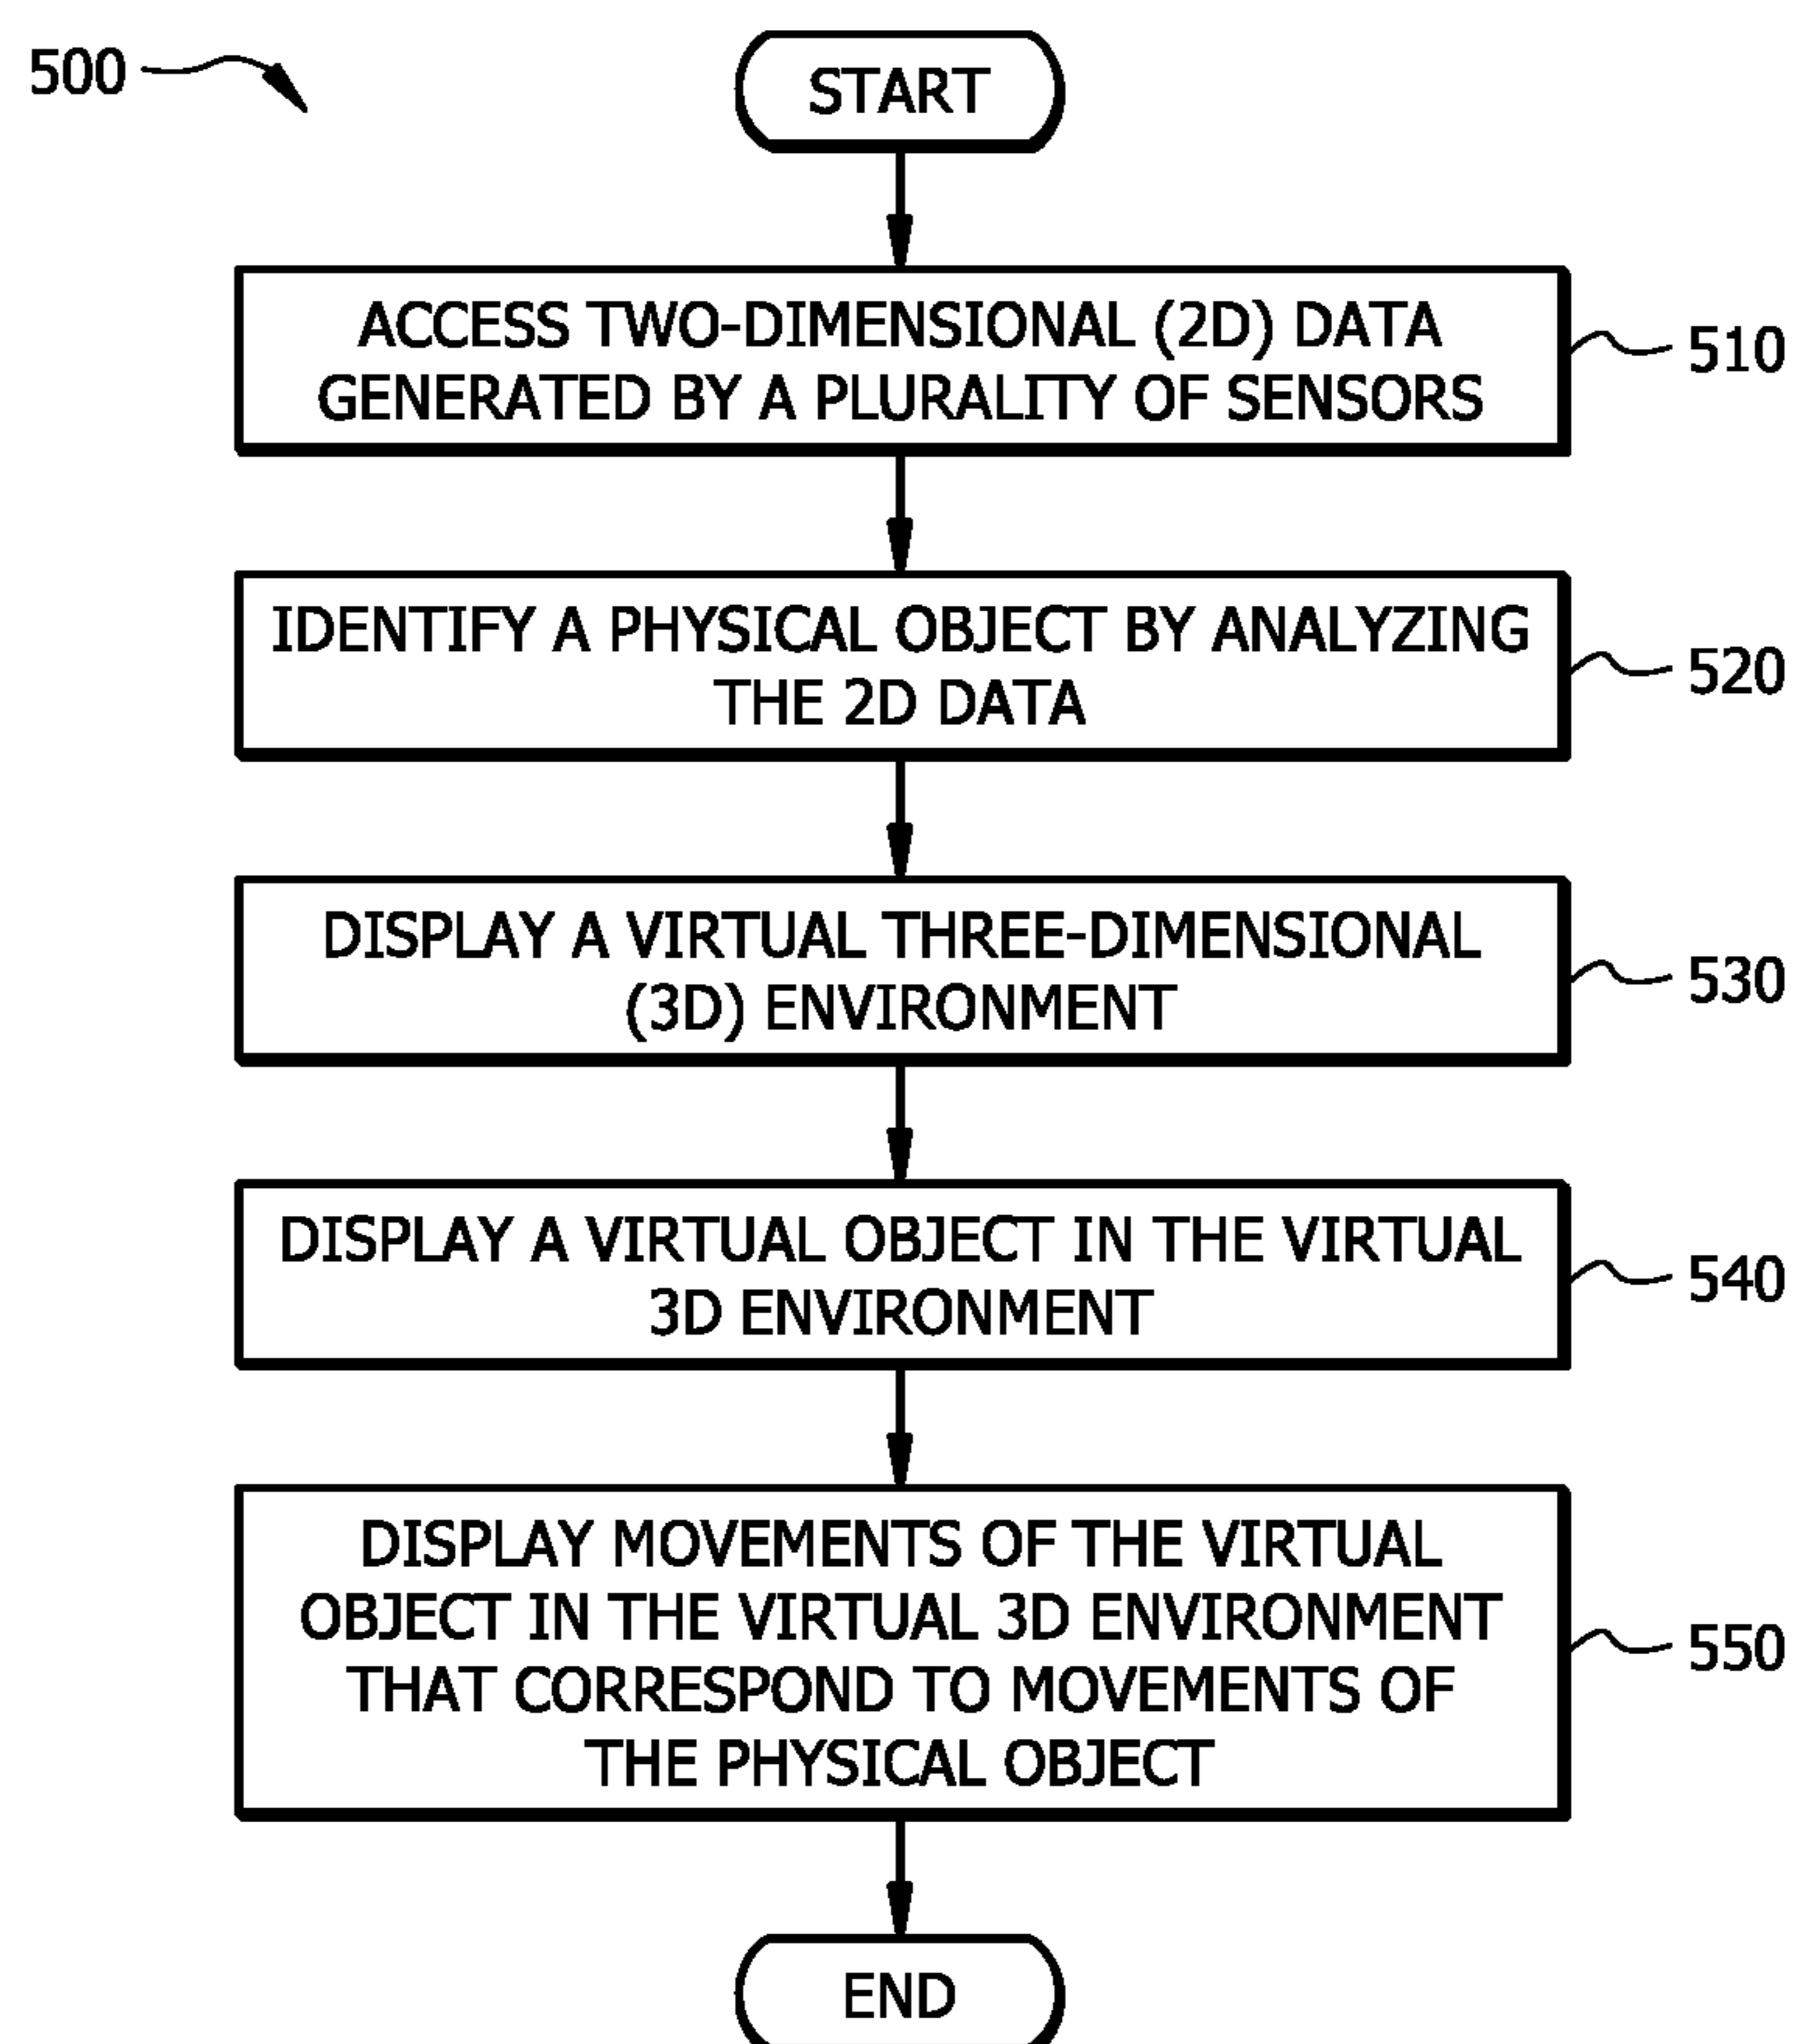 500
START
ACCESS TWO-DIMENSIONAL (2D) DATA
GENERATED BY A PLURALITY OF SENSORS
510
IDENTIFY A PHYSICAL OBJECT BY ANALYZING
THE 2D DATA
520
DISPLAY A VIRTUAL THREE-DIMENSIONAL
(3D) ENVIRONMENT
530
DISPLAY A VIRTUAL OBJECT IN THE VIRTUAL
3D ENVIRONMENT
540
DISPLAY MOVEMENTS OF THE VIRTUAL
OBJECT IN THE VIRTUAL 3D ENVIRONMENT
THAT CORRESPOND TO MOVEMENTS OF
THE PHYSICAL OBJECT
550
END